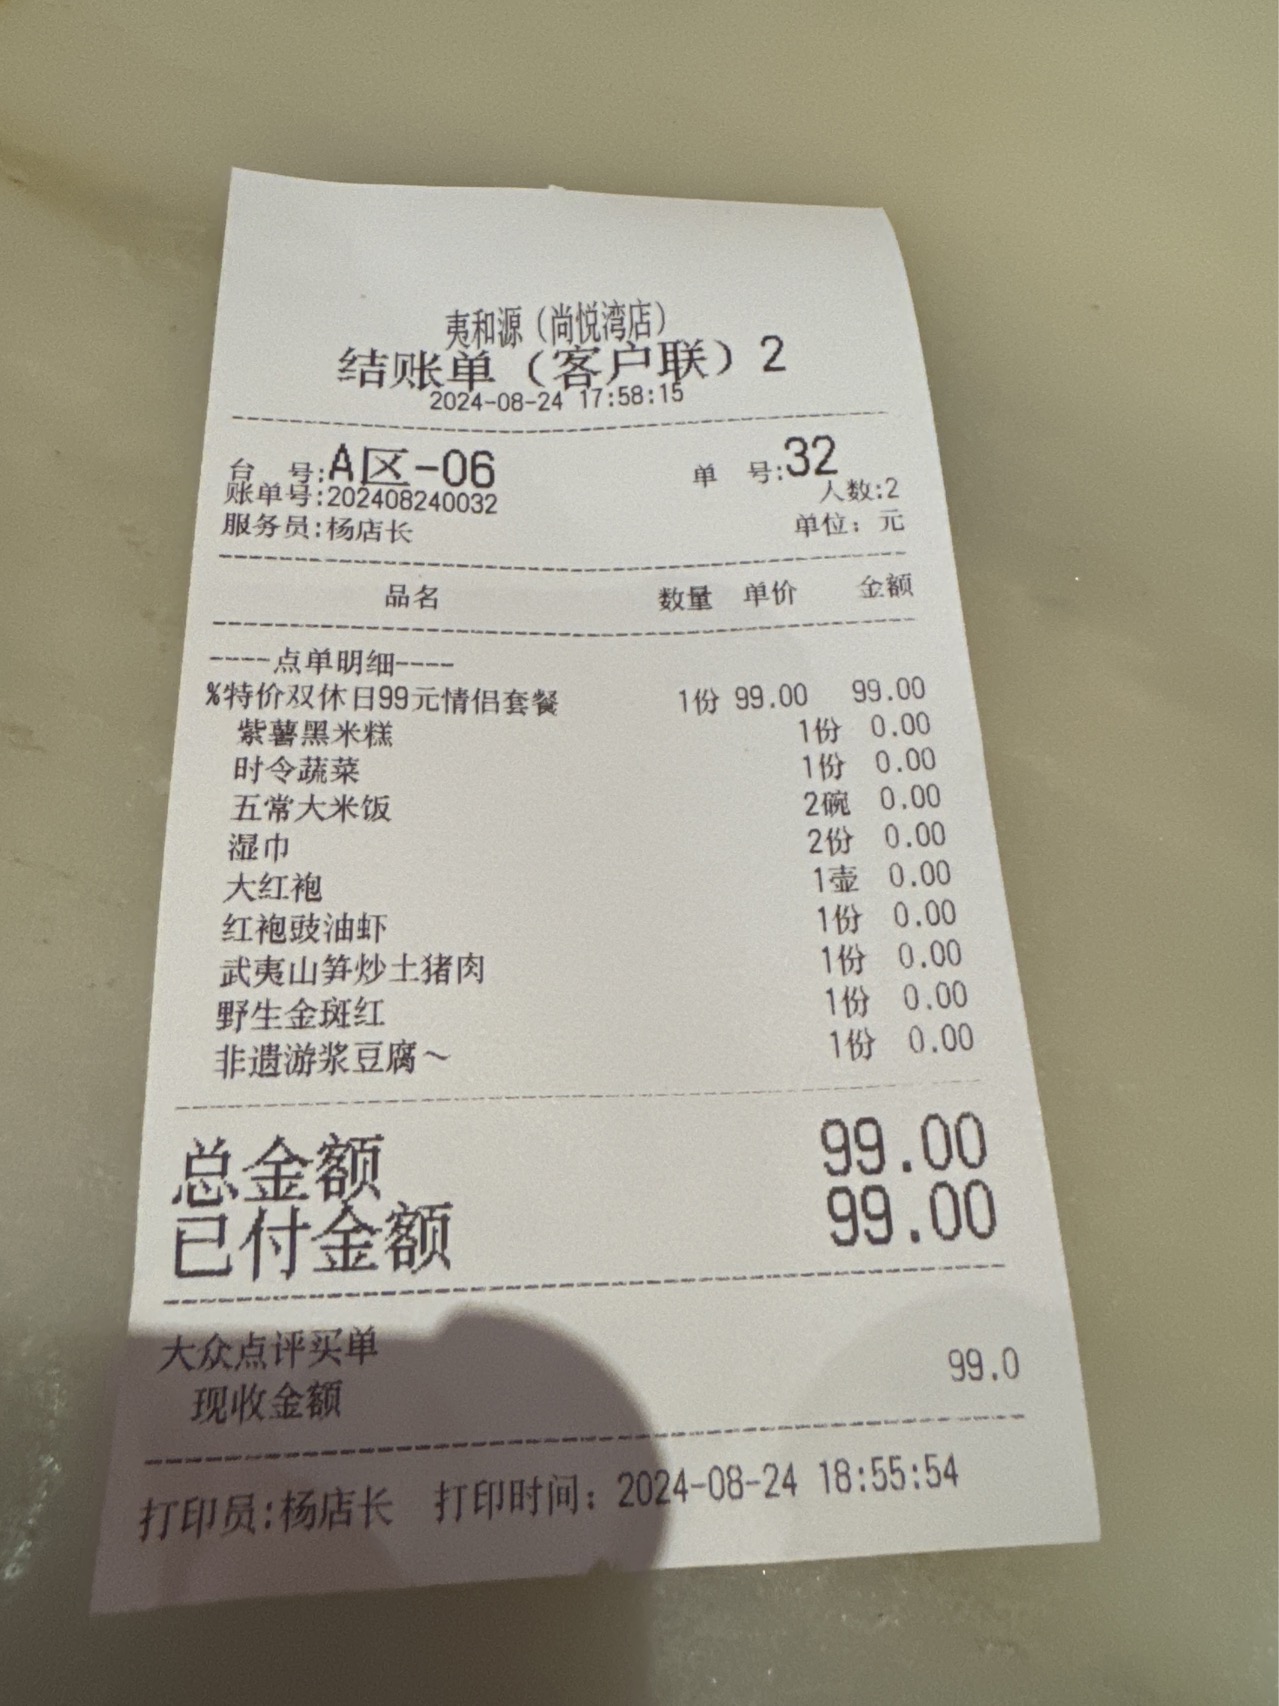 夷和源（尚悦湾店）
结账单（客户联）2
2024-08-24 17:58:15
台 号:A区-06 单 号:32
账单号:202408240032 人数:2
服务员:杨店长 单位：元
品名 数量 单价 金额
----点单明细----
%特价双休日99元情侣套餐 1份 99.00 99.00
紫薯黑米糕 1份 0.00
时令蔬菜 1份 0.00
五常大米饭 2碗 0.00
湿巾 2份 0.00
大红袍 1壶 0.00
红袍豉油虾 1份 0.00
武夷山笋炒土猪肉 1份 0.00
野生金斑红 1份 0.00
非遗游浆豆腐～ 1份 0.00
总金额 99.00
已付金额 99.00
大众点评买单
现收金额 99.0
打印员:杨店长 打印时间：2024-08-24 18:55:54